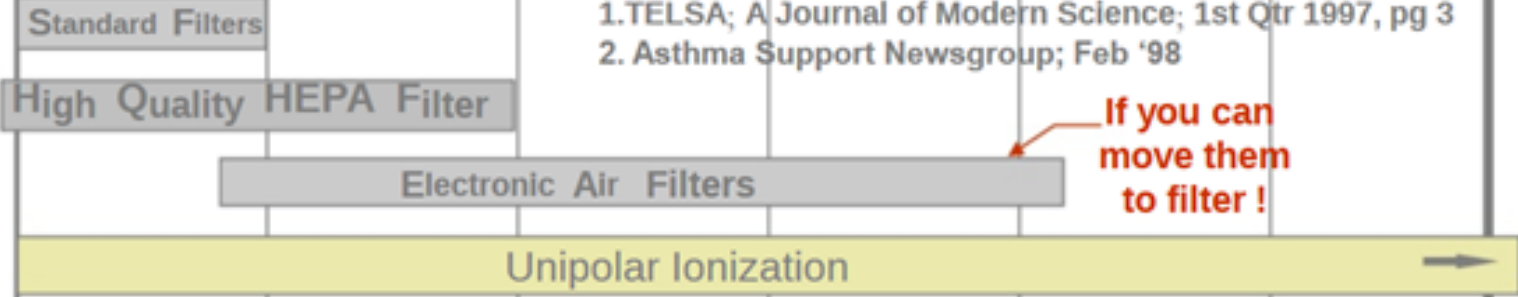 Standard Filters
1.TELSA; A Journal of Modern Science; 1st Qtr 1997, pg 3
2. Asthma Support Newsgroup; Feb ‘98
High Quality HEPA Filter
If you can
move them
to filter !
Electronic Air Filters
Unipolar Ionization